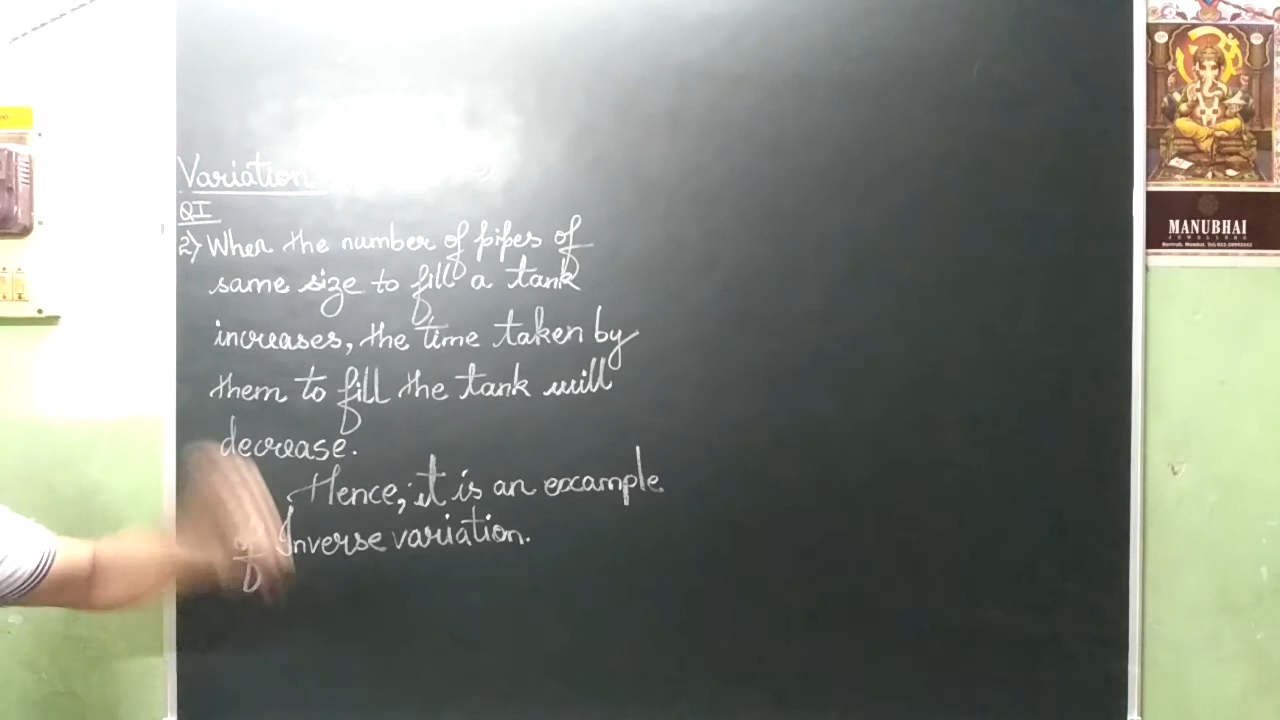 Variation
QI
2) When the number of pipes of
same size to fill a tank
increases, the time taken by
them to fill the tank will
decrease.
Hence, it is an example
of Inverse variation.
MANUBHAI
JEWELLERS